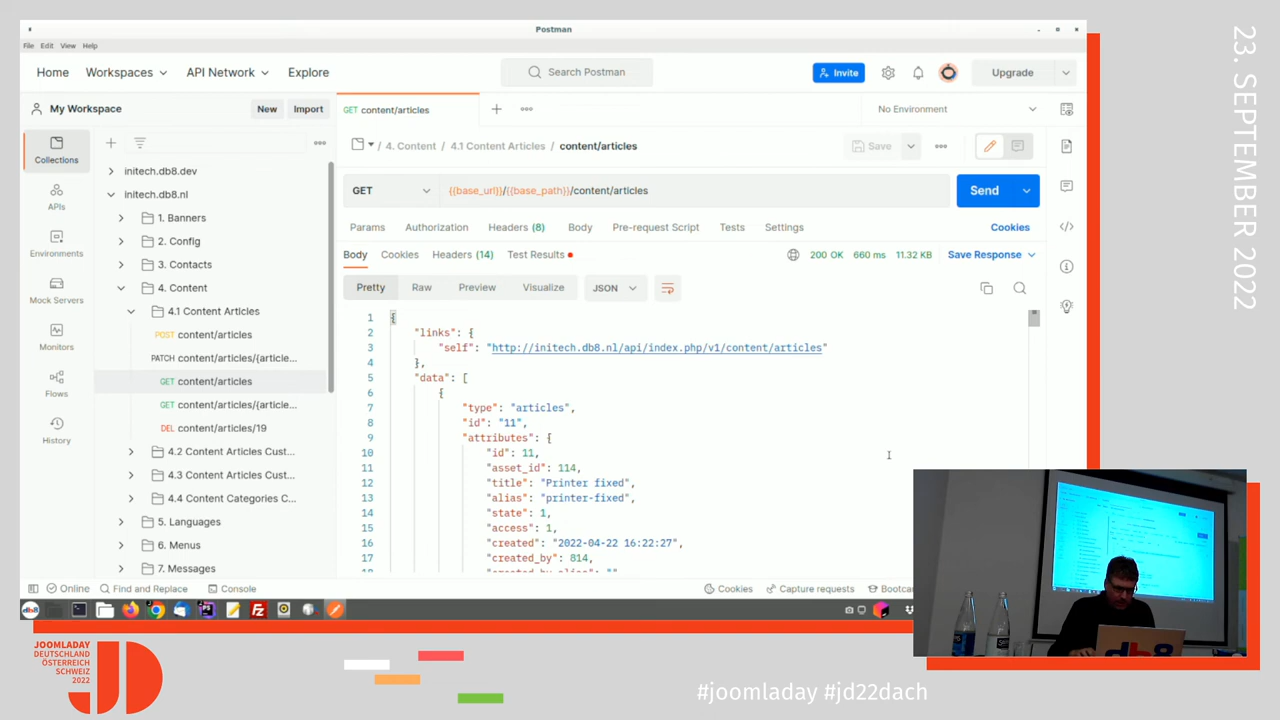 Postman
File Edit View Help
Home Workspaces API Network Explore
Search Postman
Invite
Upgrade
My Workspace
New Import
GET content/articles
No Environment
Collections
APIs
Environments
Mock Servers
Monitors
Flows
History
initech.db8.dev
initech.db8.nl
1. Banners
2. Config
3. Contacts
4. Content
4.1 Content Articles
POST content/articles
PATCH content/articles/{article...
GET content/articles
GET content/articles/{article...
DEL content/articles/19
4.2 Content Articles Cust...
4.3 Content Articles Cust...
4.4 Content Categories C...
5. Languages
6. Menus
7. Messages
/ 4. Content / 4.1 Content Articles / content/articles
Save
GET
{{base_url}}/{{base_path}}/content/articles
Send
Params Authorization Headers (8) Body Pre-request Script Tests Settings
Cookies
Body Cookies Headers (14) Test Results
200 OK 660 ms 11.32 KB Save Response
Pretty Raw Preview Visualize JSON
1 {
2 "links": {
3 "self": "http://initech.db8.nl/api/index.php/v1/content/articles"
4 },
5 "data": [
6 {
7 "type": "articles",
8 "id": "11",
9 "attributes": {
10 "id": 11,
11 "asset_id": 114,
12 "title": "Printer fixed",
13 "alias": "printer-fixed",
14 "state": 1,
15 "access": 1,
16 "created": "2022-04-22 16:22:27",
17 "created_by": 814,
18 "created_by_alias": ""
Online Find and Replace Console
Cookies Capture requests Bootcar
db8
23. SEPTEMBER 2022
JOOMLADAY
DEUTSCHLAND
ÖSTERREICH
SCHWEIZ
2022
JD
#joomladay #jd22dach